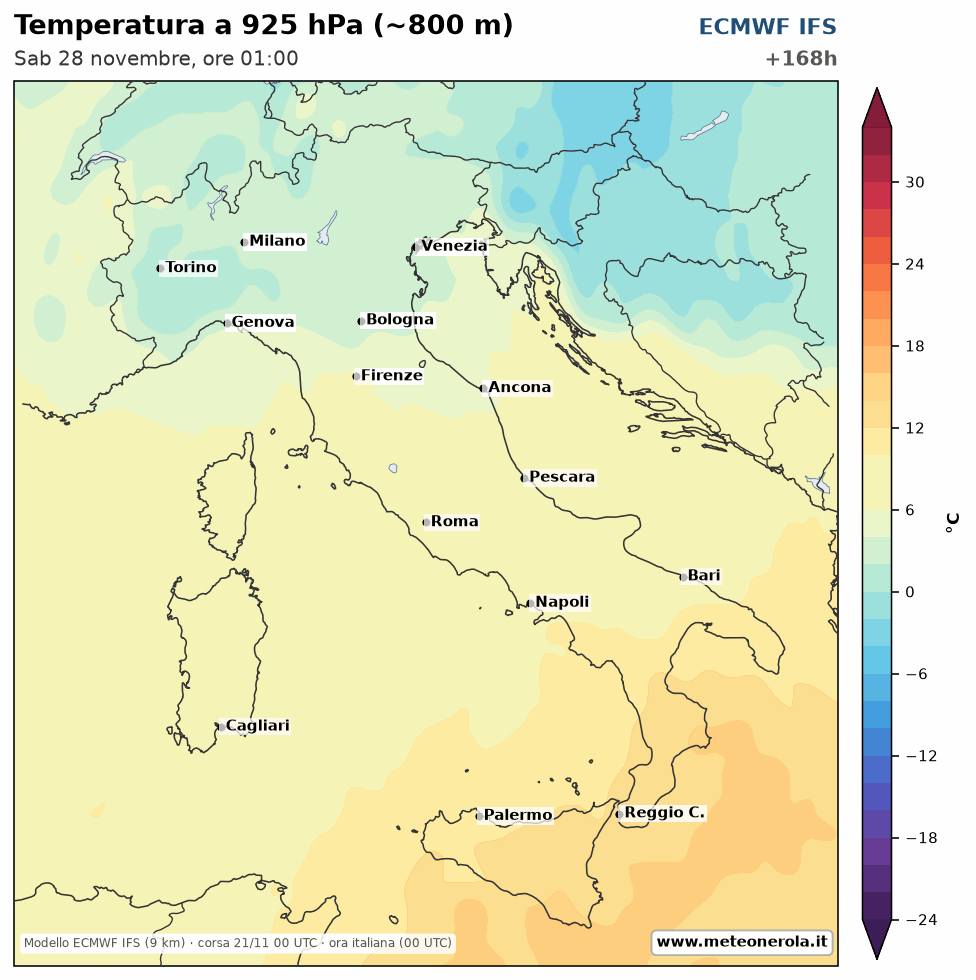 Temperatura a 925 hPa (~800 m)
ECMWF IFS
Sab 28 novembre, ore 01:00
+168h
Milano
Venezia
Torino
Genova
Bologna
Firenze
Ancona
Pescara
Roma
Bari
Napoli
Cagliari
Palermo
Reggio C.
30
24
18
12
6
0
−6
−12
−18
−24
°C
Modello ECMWF IFS (9 km) · corsa 21/11 00 UTC · ora italiana (00 UTC)
www.meteonerola.it